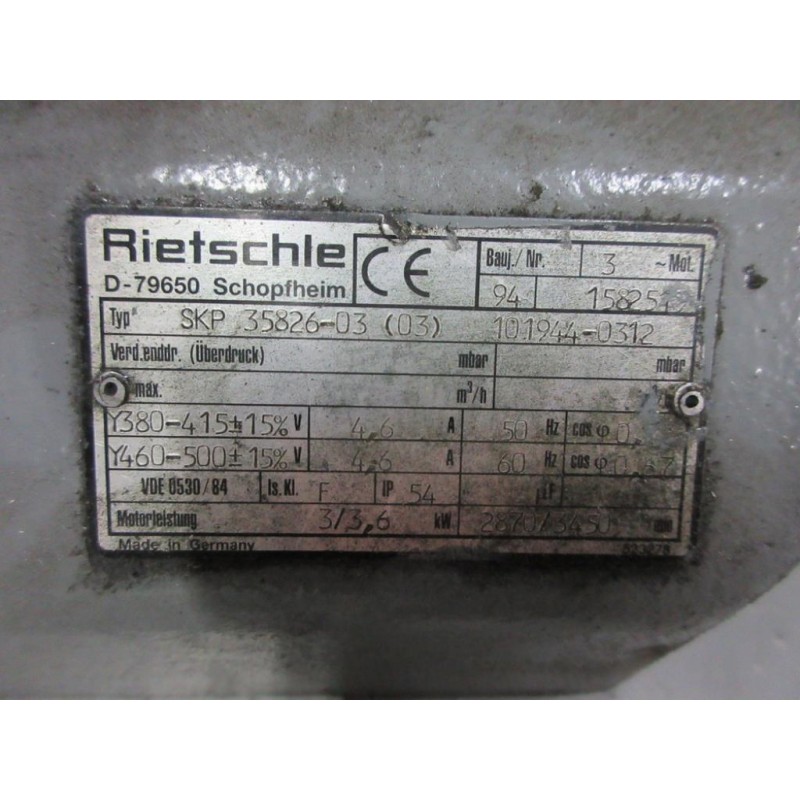 Rietschle CE Bauj./Nr. 3 ~Mot.
D-79650 Schopfheim 94
Typ SKP 35826-03 (03) 101944-0312
Verd.enddr. (Überdruck) mbar mbar
max. m³/h
Y380-415±15% V 4,6 A 50 Hz cos φ
Y460-500±15% V 4,6 A 60 Hz cos φ
VDE 0530/84 Is.Kl. F IP 54
Motorleistung 3/3,6 kW 2870/3450
Made in Germany